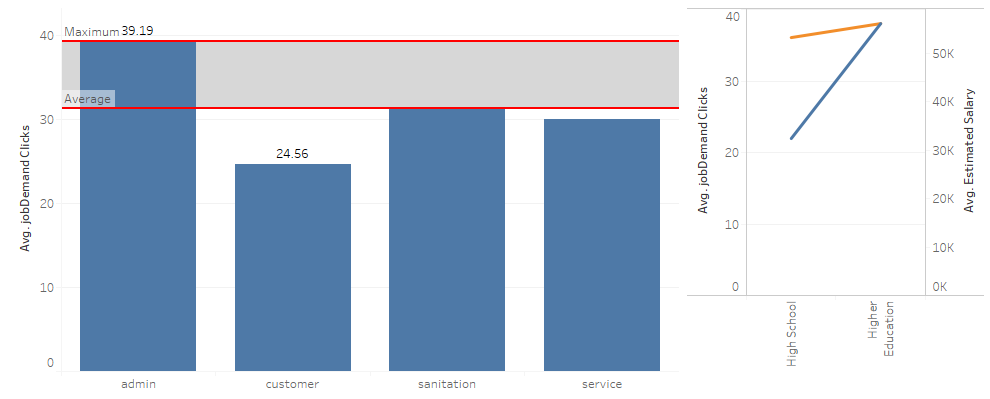 Maximum 39.19
Average
24.56
Avg. jobDemand Clicks
40
30
20
10
0
admin
customer
sanitation
service
Avg. jobDemand Clicks
40
30
20
10
0
50K
40K
30K
20K
10K
0K
Avg. Estimated Salary
High School
Higher
Education